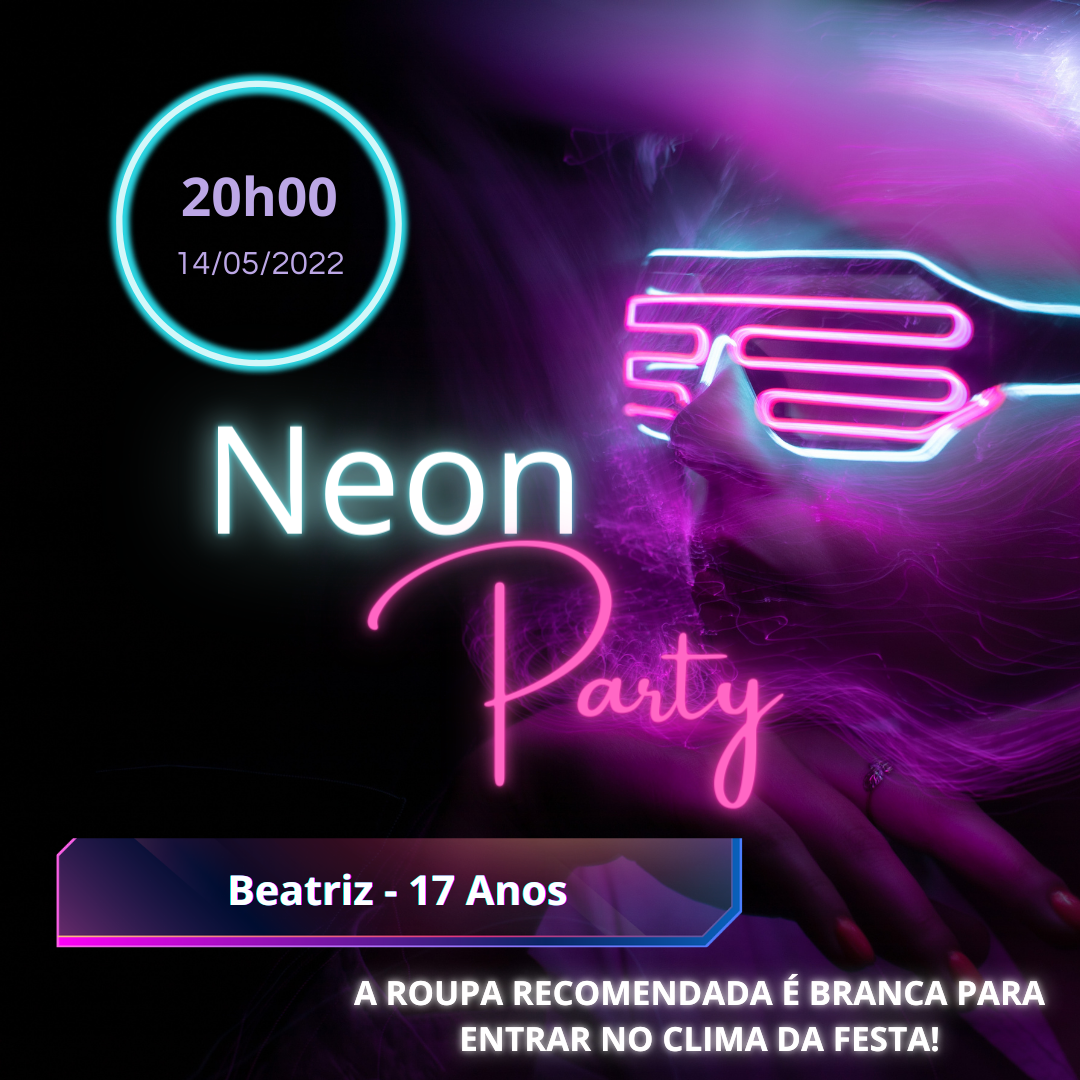 20h00
14/05/2022
Neon
Party
Beatriz - 17 Anos
A ROUPA RECOMENDADA É BRANCA PARA
ENTRAR NO CLIMA DA FESTA!